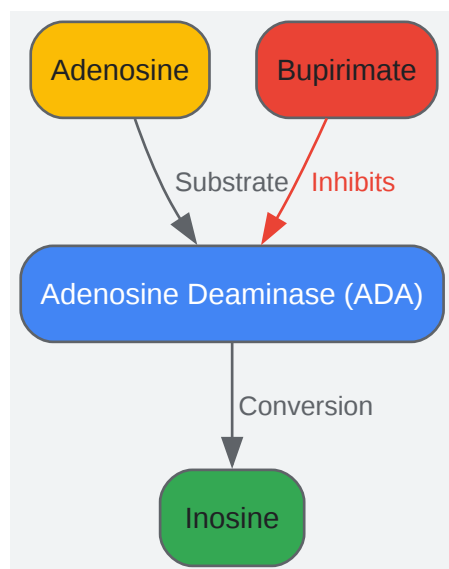 Adenosine
Bupirimate
Substrate
Inhibits
Adenosine Deaminase (ADA)
Conversion
Inosine